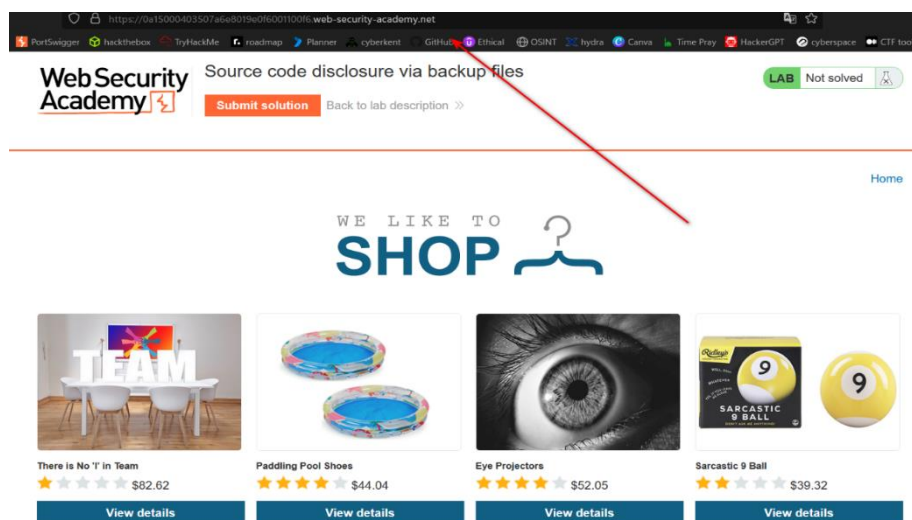 https://0a15000403507a6e8019e0f6001100f6.web-security-academy.net
PortSwigger hackthebox TryHackMe roadmap Planner cyberkent GitHub Ethical OSINT hydra Canva Time Pray HackerGPT cyberspace CTF too
Web Security
Academy
Source code disclosure via backup files
Submit solution Back to lab description
LAB Not solved
Home
WE LIKE TO
SHOP
TEAM
Ridley's
9
9
SARCASTIC
9 BALL
There is No 'I' in Team
Paddling Pool Shoes
Eye Projectors
Sarcastic 9 Ball
$82.62
$44.04
$52.05
$39.32
View details
View details
View details
View details